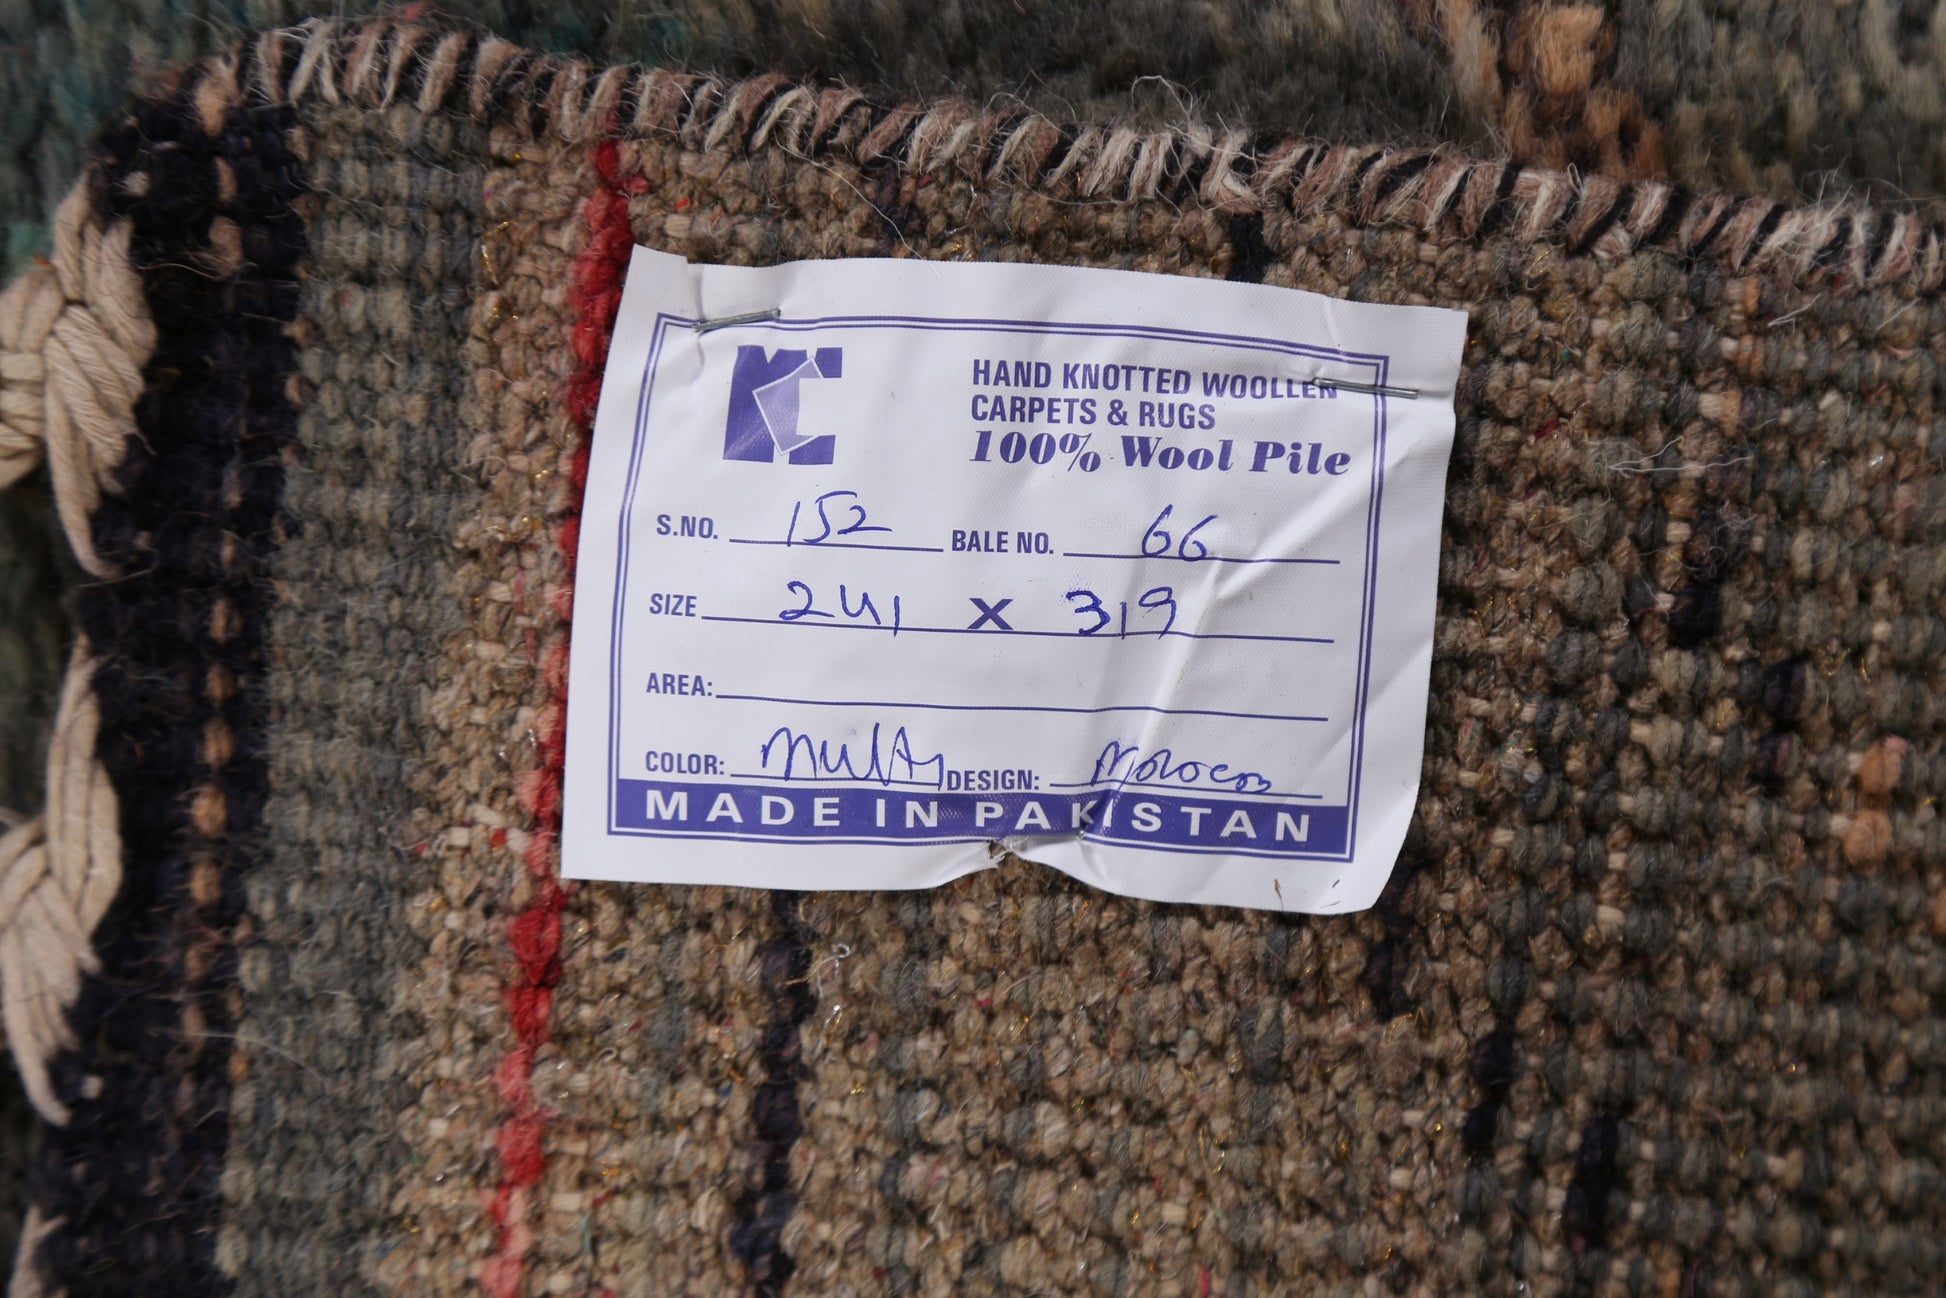 KC
HAND KNOTTED WOOLLEN
CARPETS & RUGS
100% Wool Pile
S.NO. 152 BALE NO. 66
SIZE 241 X 319
AREA:
COLOR: Multy DESIGN: Morocco
MADE IN PAKISTAN